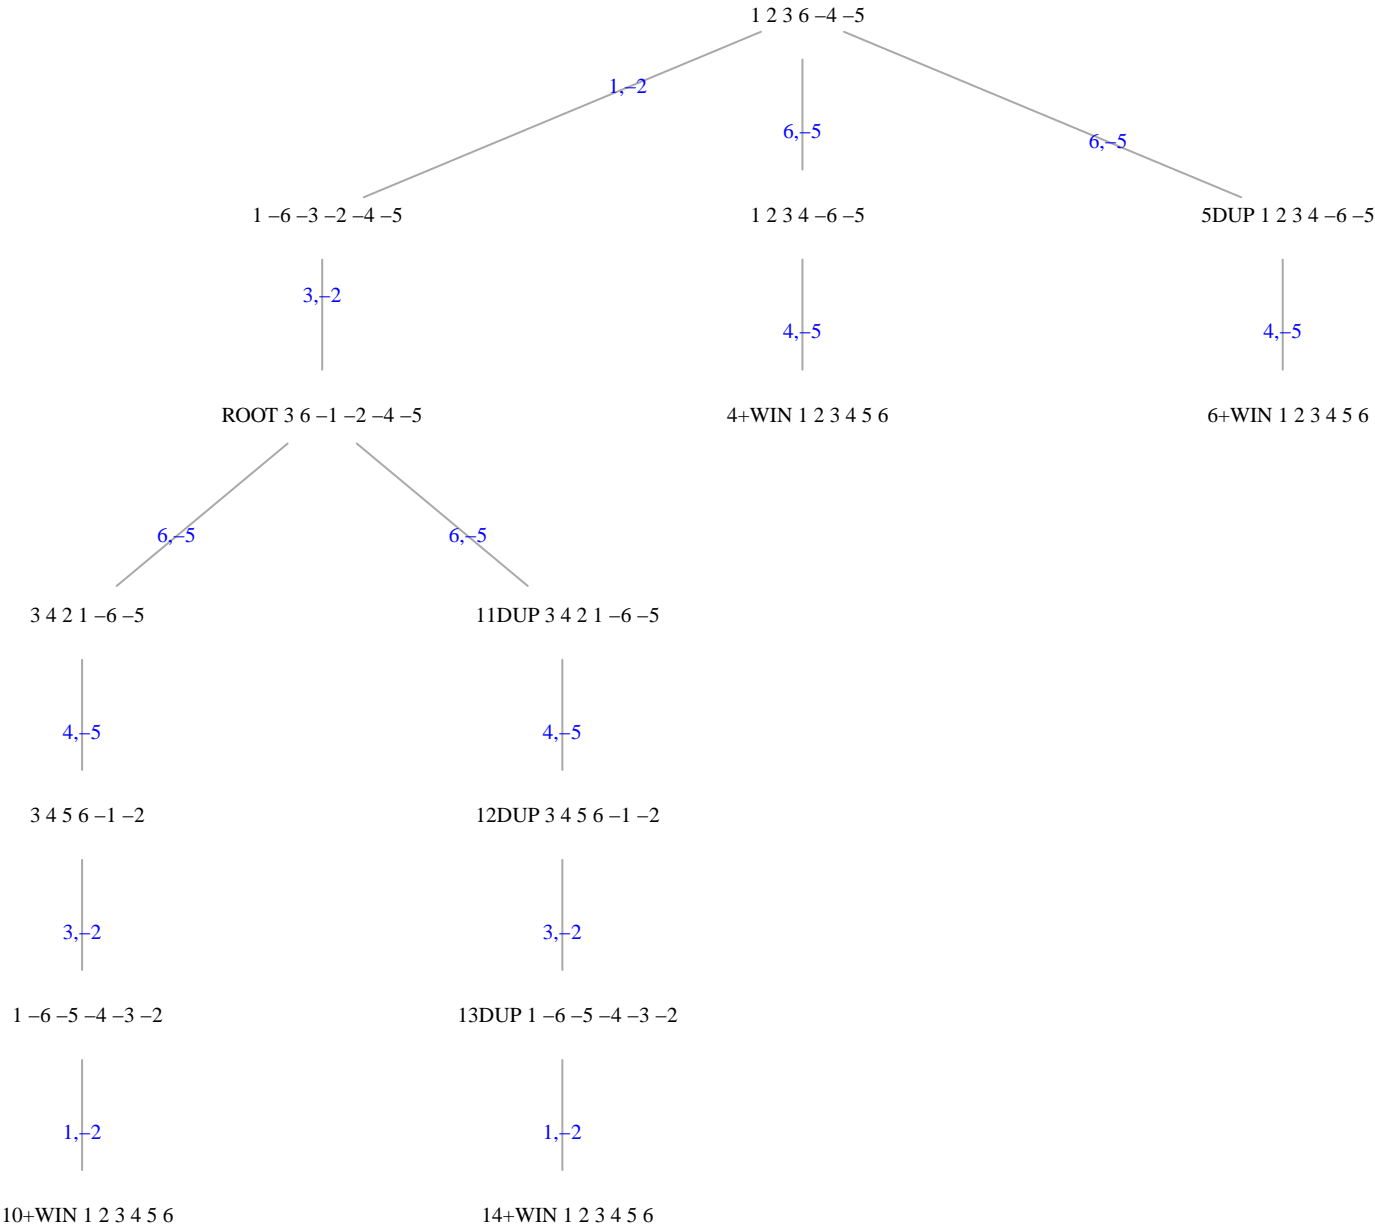 1 2 3 6 –4 –5
1,–2
6,–5
6,–5
1 –6 –3 –2 –4 –5
1 2 3 4 –6 –5
5DUP 1 2 3 4 –6 –5
3,–2
4,–5
4,–5
ROOT 3 6 –1 –2 –4 –5
4+WIN 1 2 3 4 5 6
6+WIN 1 2 3 4 5 6
6,–5
6,–5
3 4 2 1 –6 –5
11DUP 3 4 2 1 –6 –5
4,–5
4,–5
3 4 5 6 –1 –2
12DUP 3 4 5 6 –1 –2
3,–2
3,–2
1 –6 –5 –4 –3 –2
13DUP 1 –6 –5 –4 –3 –2
1,–2
1,–2
10+WIN 1 2 3 4 5 6
14+WIN 1 2 3 4 5 6